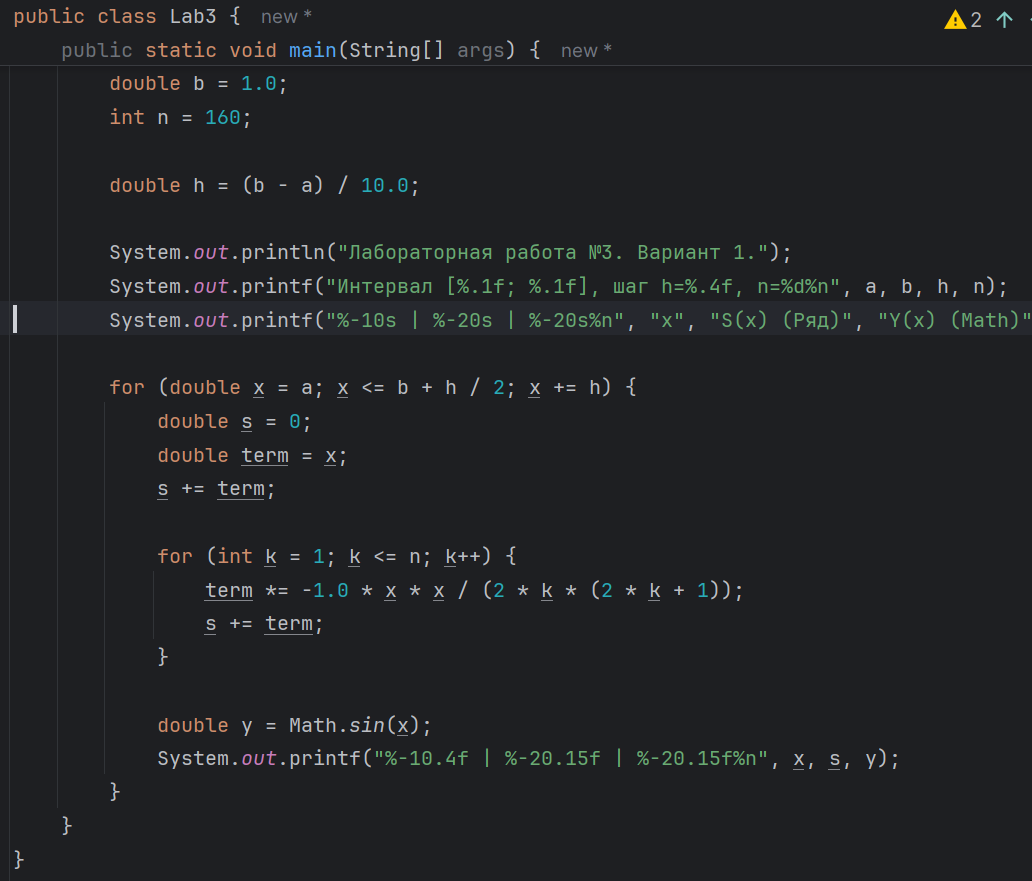 public class Lab3 {  new *
2
public static void main(String[] args) {  new *
double b = 1.0;
int n = 160;
double h = (b - a) / 10.0;
System.out.println("Лабораторная работа №3. Вариант 1.");
System.out.printf("Интервал [%.1f; %.1f], шаг h=%.4f, n=%d%n", a, b, h, n);
System.out.printf("%-10s | %-20s | %-20s%n", "x", "S(x) (Ряд)", "Y(x) (Math)"
for (double x = a; x <= b + h / 2; x += h) {
double s = 0;
double term = x;
s += term;
for (int k = 1; k <= n; k++) {
term *= -1.0 * x * x / (2 * k * (2 * k + 1));
s += term;
}
double y = Math.sin(x);
System.out.printf("%-10.4f | %-20.15f | %-20.15f%n", x, s, y);
}
}
}